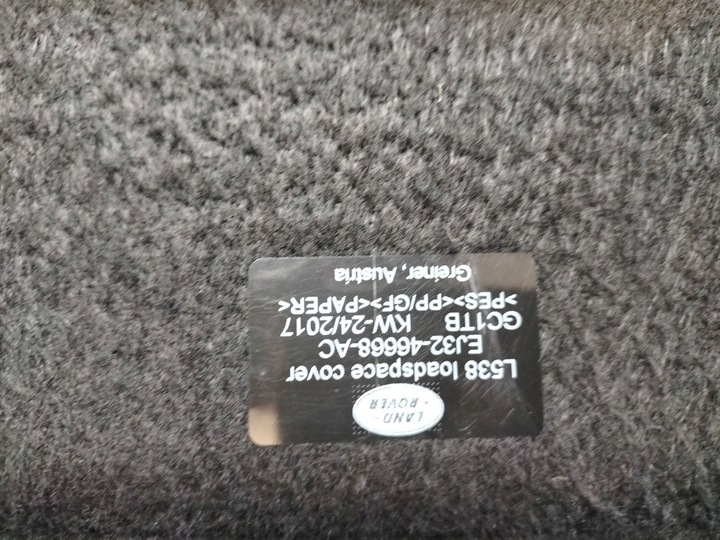 LAND-
-ROVER
L538 loadspace cover
EJ32-46668-AC
GC1TB KW-24/2017
>PES<>PP/GF<>PAPER<
Greiner, Austria